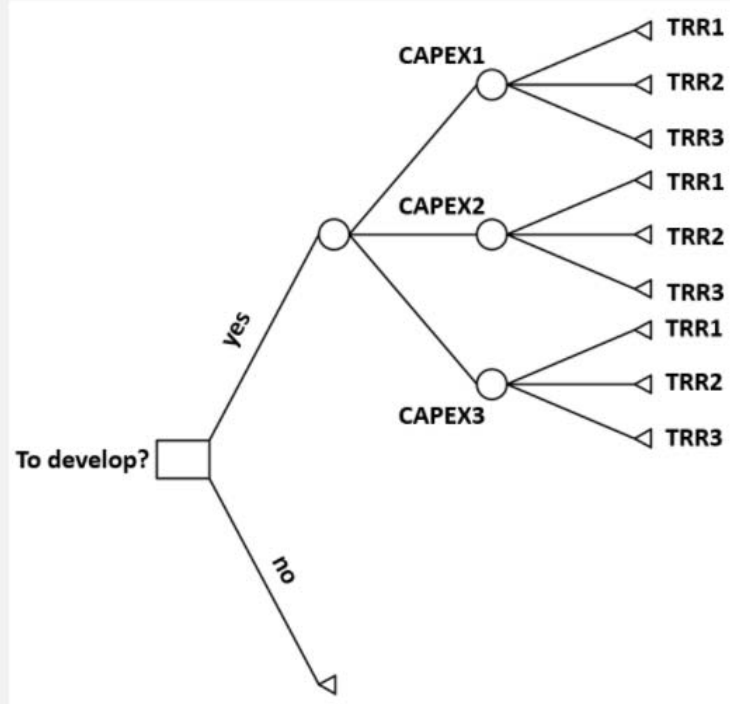 CAPEX1
TRR1
TRR2
TRR3
CAPEX2
TRR1
TRR2
TRR3
CAPEX3
TRR1
TRR2
TRR3
yes
To develop?
no